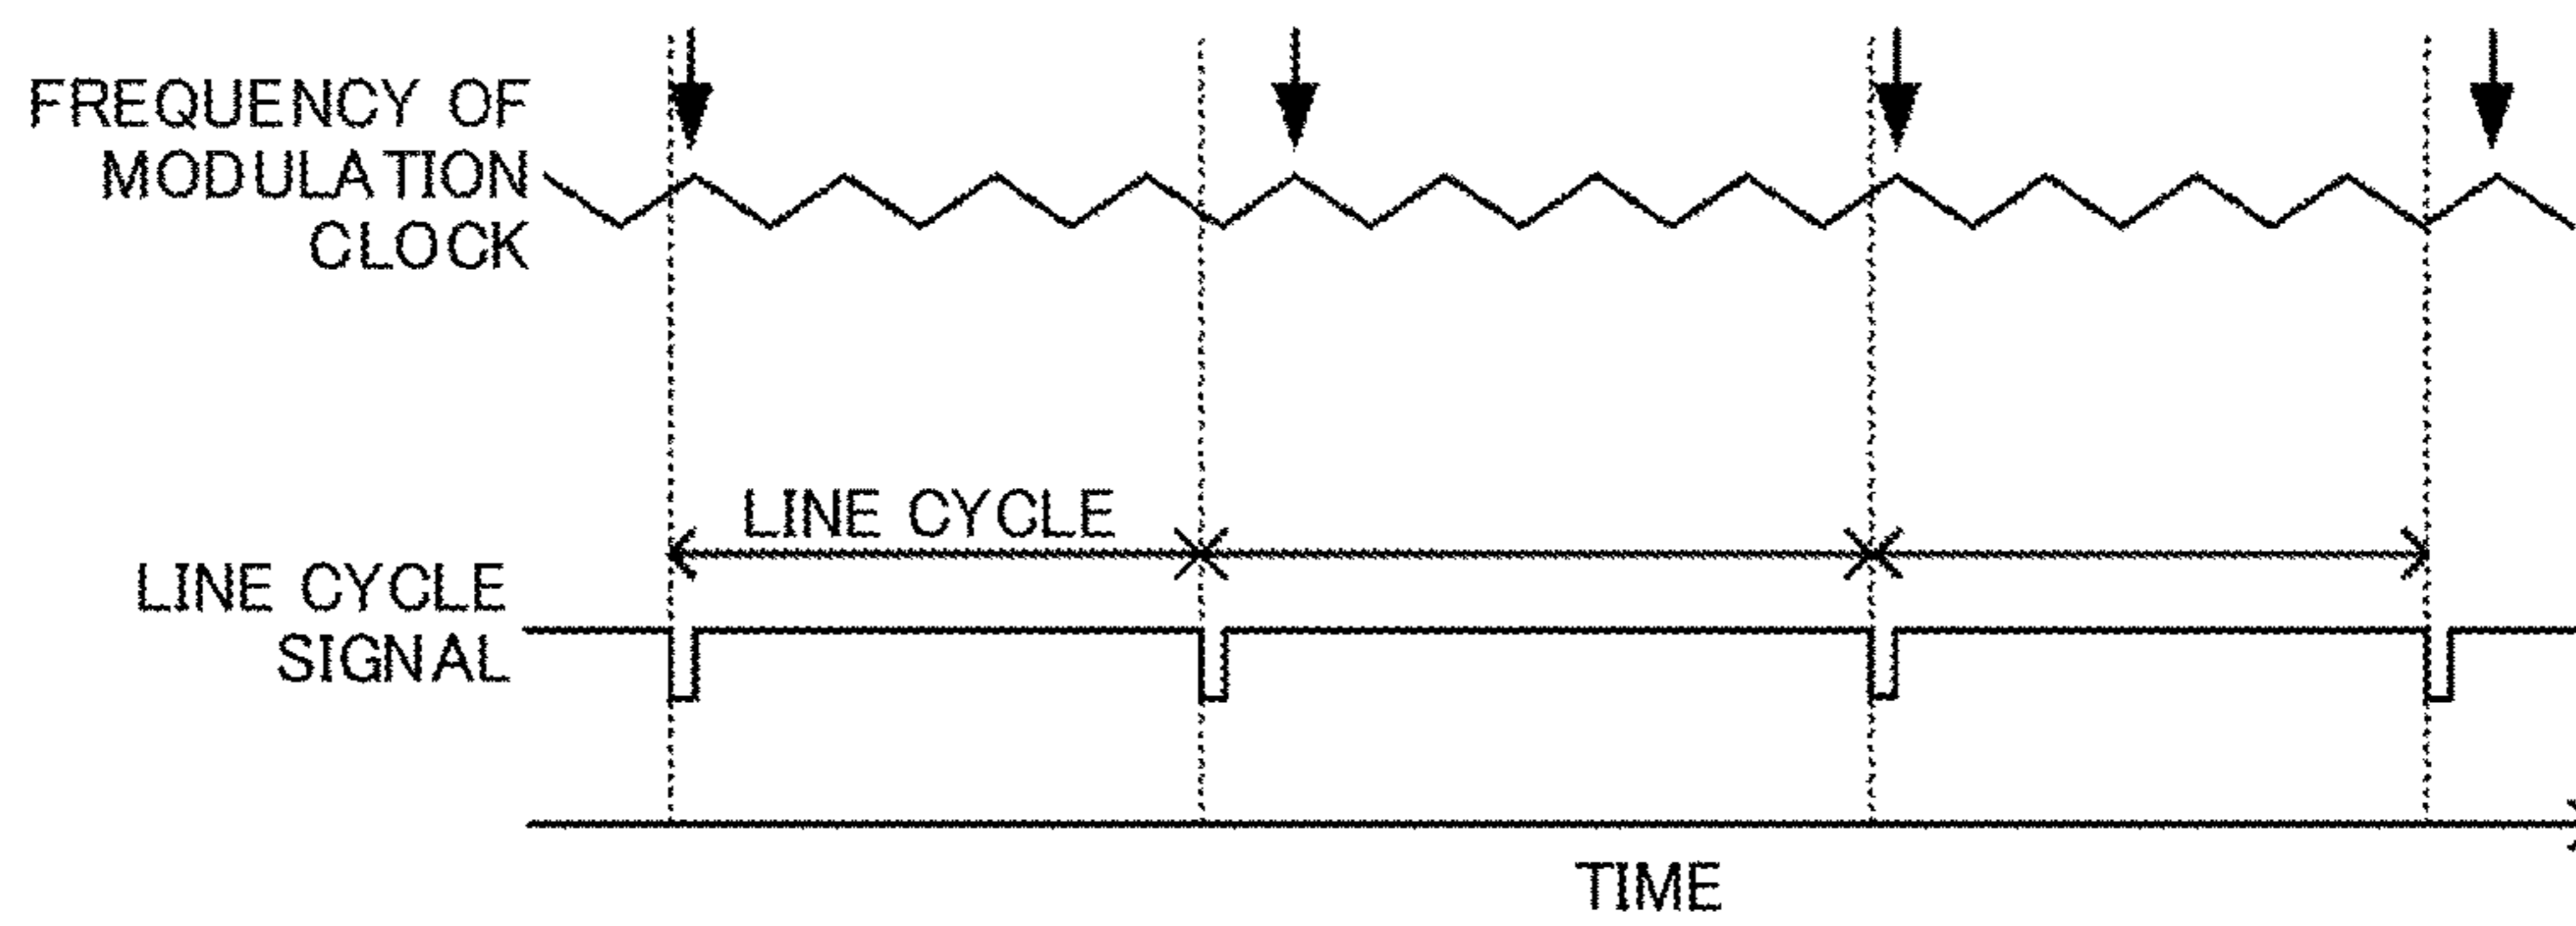 FREQUENCY OF
MODULATION
CLOCK
LINE CYCLE
LINE CYCLE
SIGNAL
TIME